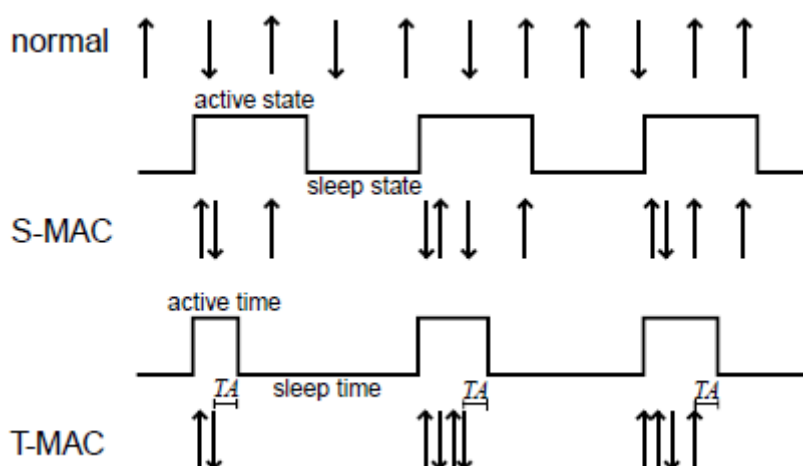 normal
active state
sleep state
S-MAC
active time
sleep time
TA
TA
TA
T-MAC